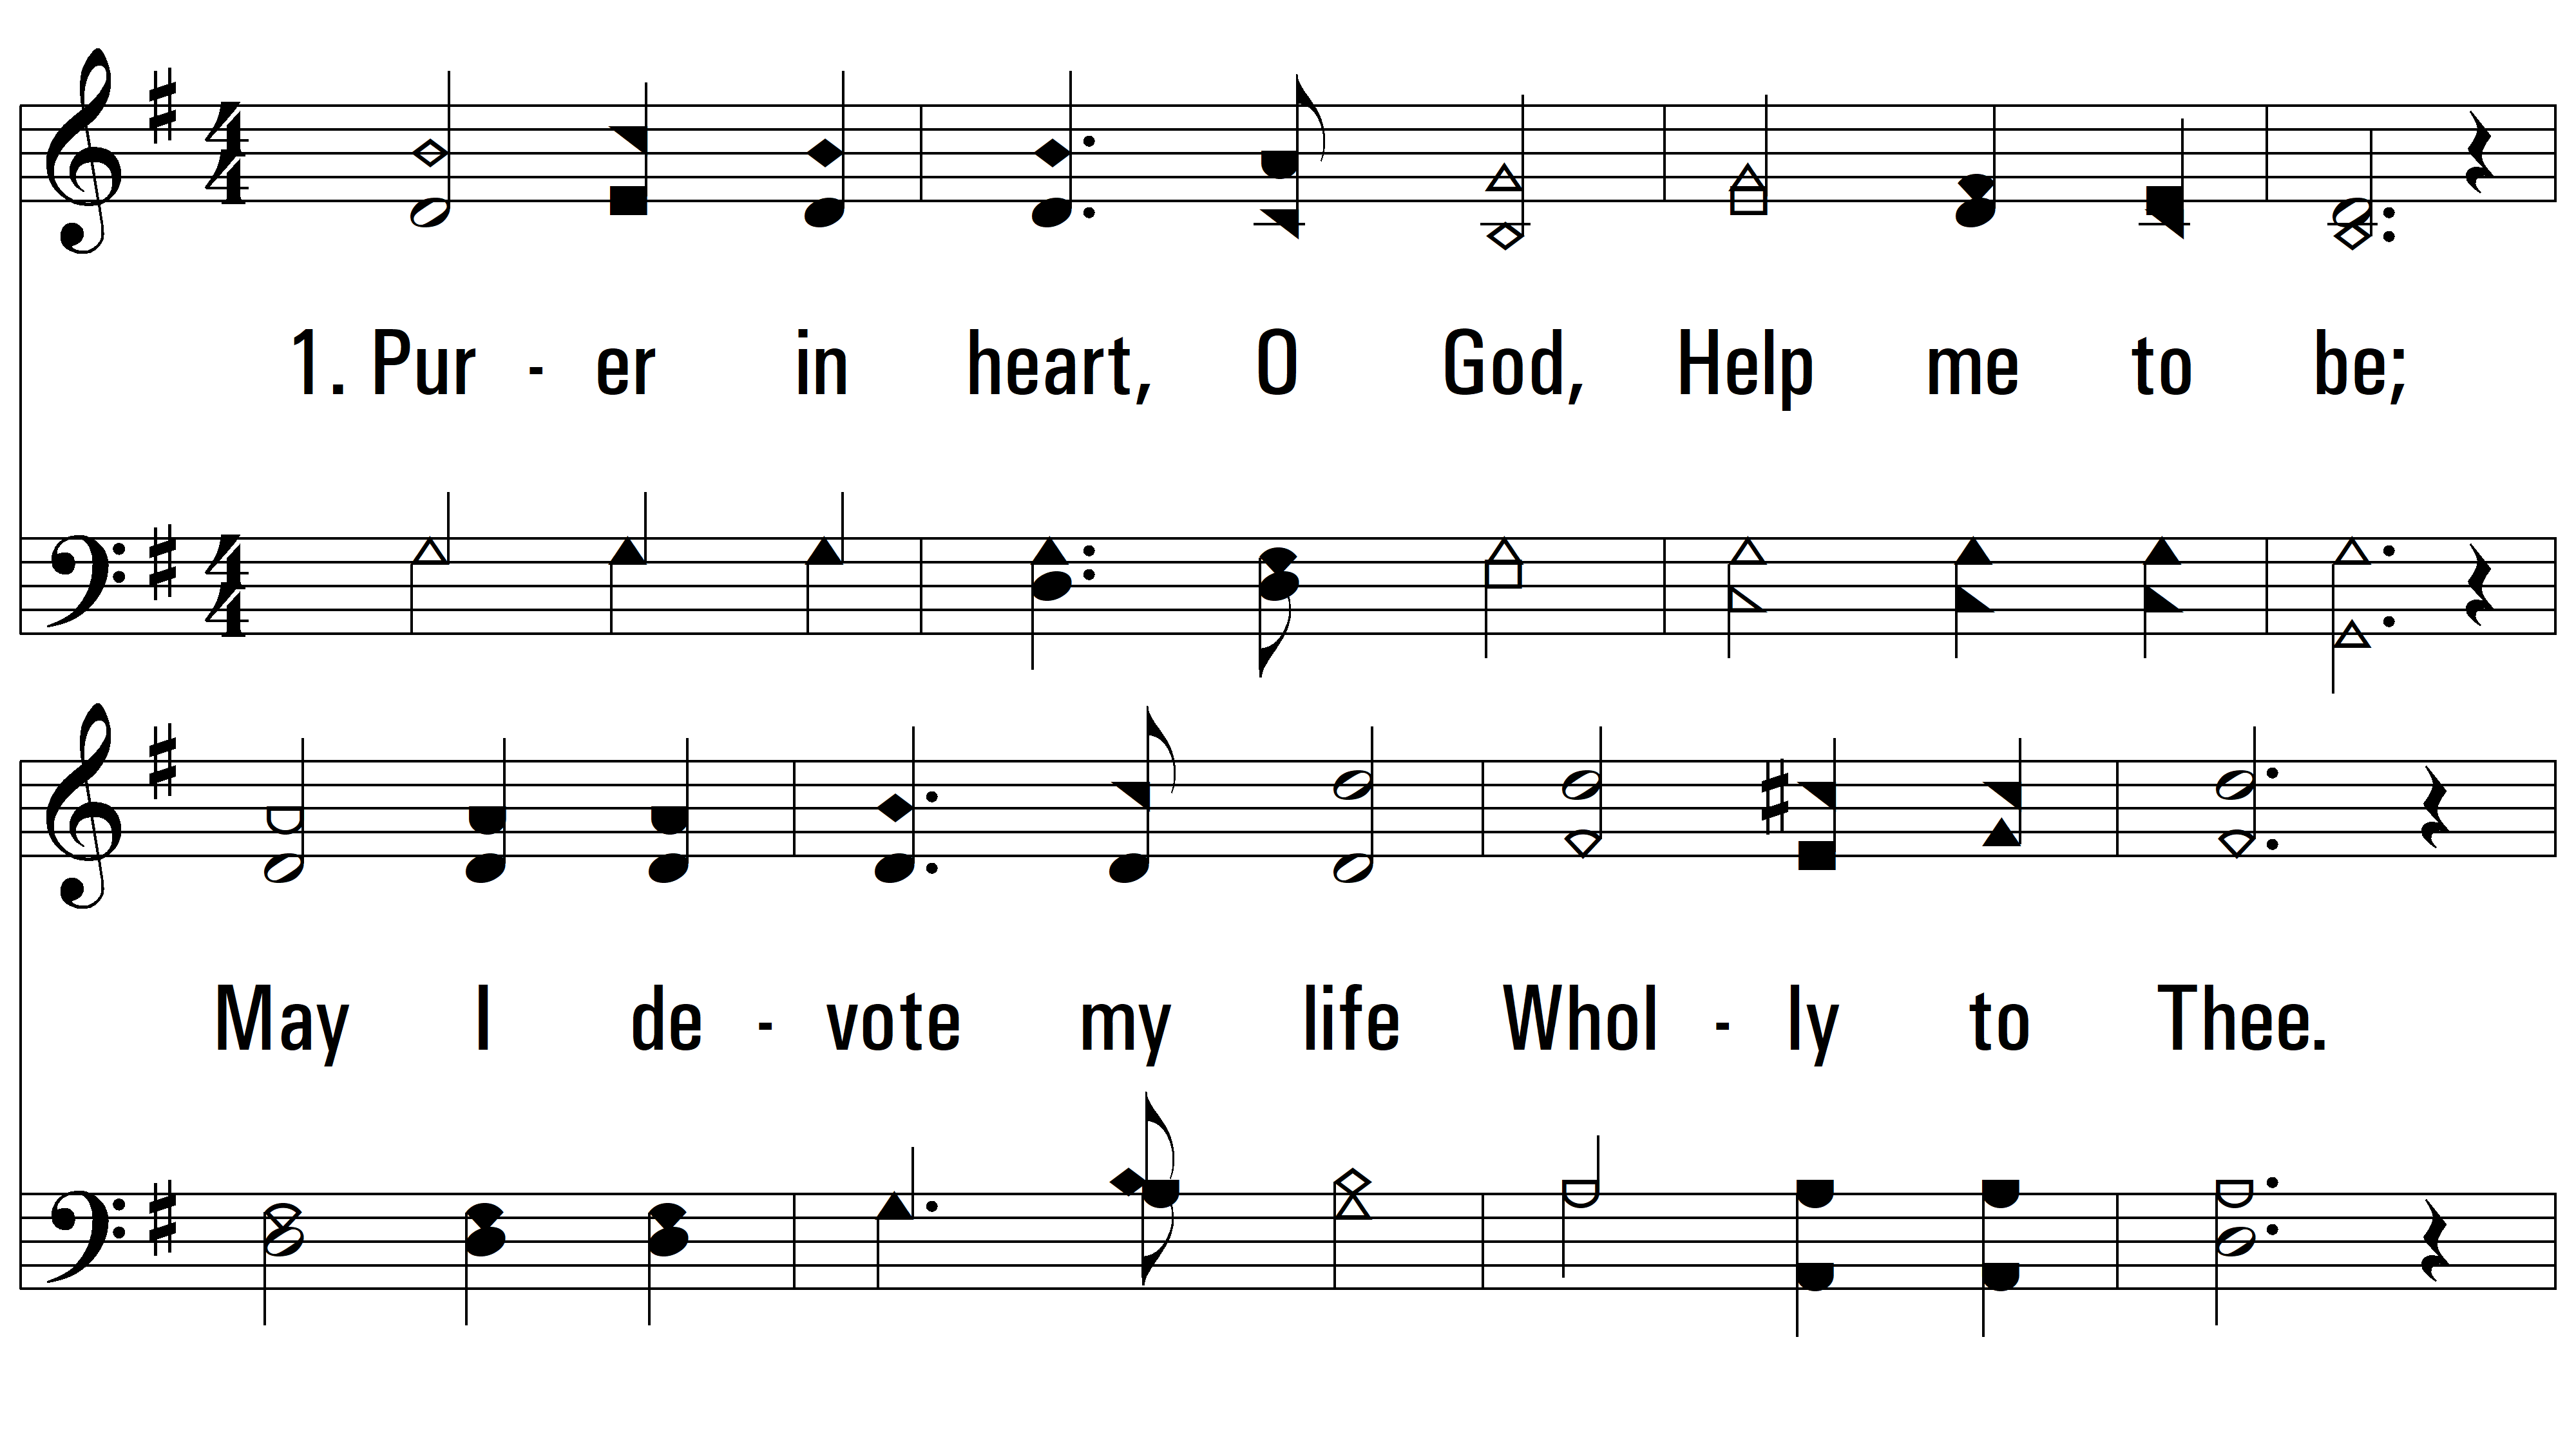 1. Pur - er in heart, O God, Help me to be;
May I de - vote my life Whol - ly to Thee.